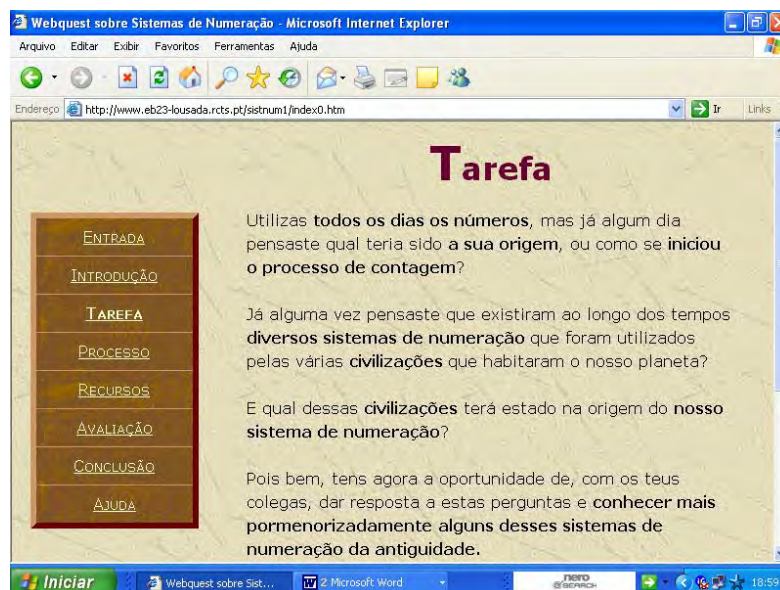 Webquest sobre Sistemas de Numeração - Microsoft Internet Explorer
Arquivo Editar Exibir Favoritos Ferramentas Ajuda
Endereço http://www.eb23-lousada.rcts.pt/sistnum1/index0.htm Ir Links
Tarefa
ENTRADA
INTRODUÇÃO
TAREFA
PROCESSO
RECURSOS
AVALIAÇÃO
CONCLUSÃO
AJUDA
Utilizas todos os dias os números, mas já algum dia
pensaste qual teria sido a sua origem, ou como se iniciou
o processo de contagem?
Já alguma vez pensaste que existiram ao longo dos tempos
diversos sistemas de numeração que foram utilizados
pelas várias civilizações que habitaram o nosso planeta?
E qual dessas civilizações terá estado na origem do nosso
sistema de numeração?
Pois bem, tens agora a oportunidade de, com os teus
colegas, dar resposta a estas perguntas e conhecer mais
pormenorizadamente alguns desses sistemas de
numeração da antiguidade.
Iniciar Webquest sobre Sist... 2 Microsoft Word nero SEARCH 18:59